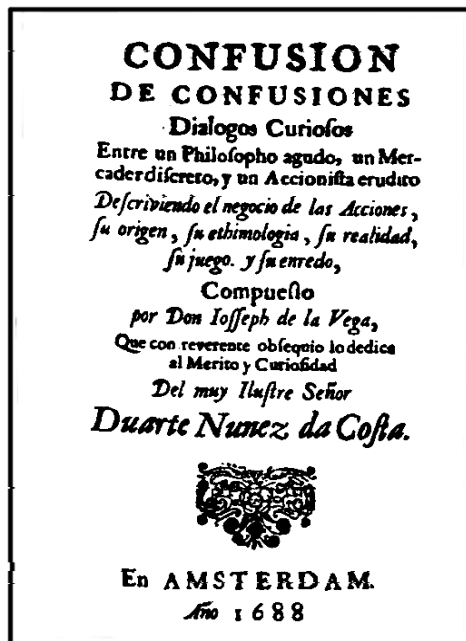 CONFUSION
DE CONFUSIONES
Dialogos Curiosos
Entre un Philosopho agudo, un Mer-
cader discreto, y un Accionista erudito
Descriviendo el negocio de las Acciones,
su origen, su ethimologia, su realidad,
su juego. y su enredo,
Compuesto
por Don Iosseph de la Vega,
Que con reverente obsequio lo dedica
al Merito y Curiosidad
Del muy Ilustre Señor
Duarte Nunez da Costa.
En AMSTERDAM.
Año 1688